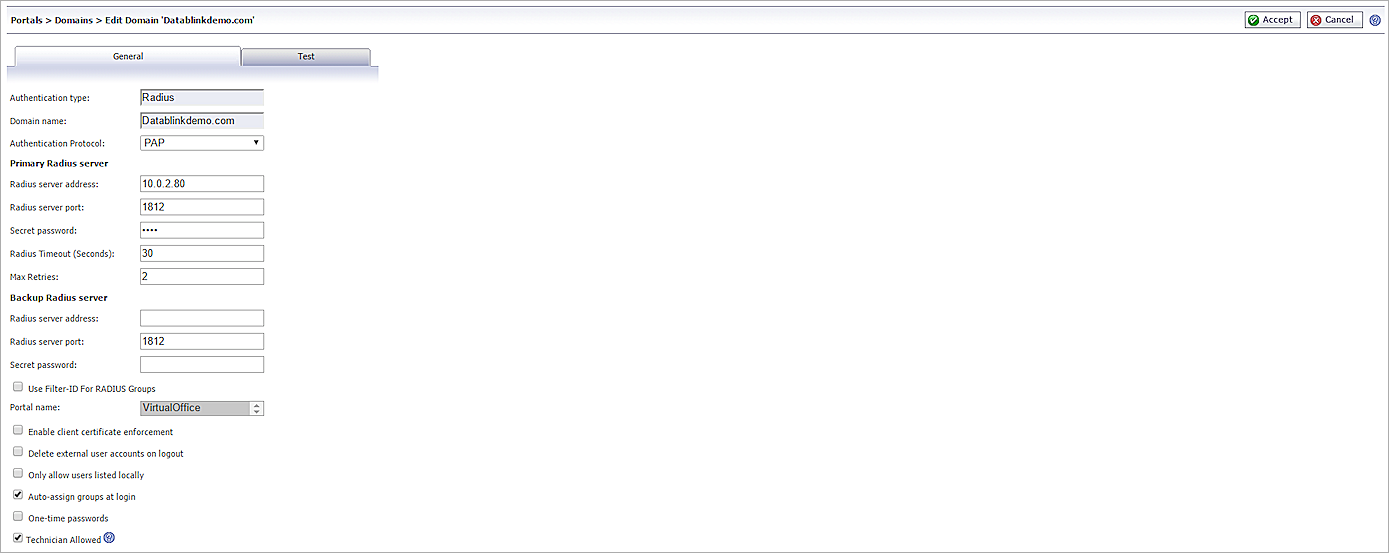 Portals > Domains > Edit Domain 'Datablinkdemo.com'
Accept
Cancel
General
Test
Authentication type: Radius
Domain name: Datablinkdemo.com
Authentication Protocol: PAP
Primary Radius server
Radius server address: 10.0.2.80
Radius server port: 1812
Secret password: ••••
Radius Timeout (Seconds): 30
Max Retries: 2
Backup Radius server
Radius server address:
Radius server port: 1812
Secret password:
Use Filter-ID For RADIUS Groups
Portal name: VirtualOffice
Enable client certificate enforcement
Delete external user accounts on logout
Only allow users listed locally
Auto-assign groups at login
One-time passwords
Technician Allowed